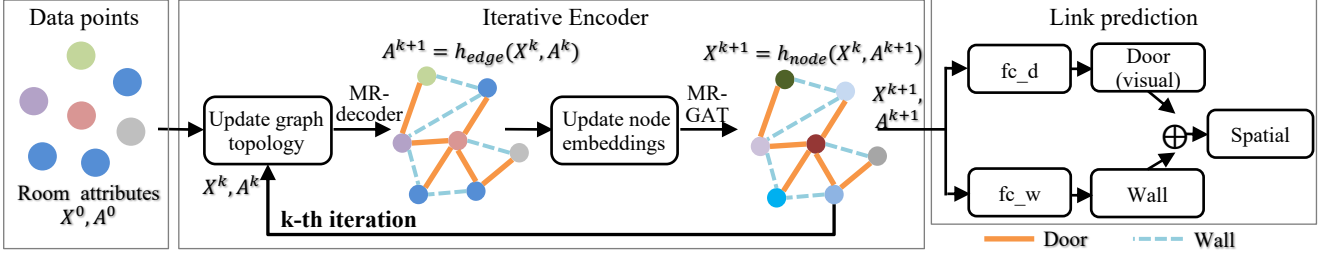 Data points
Room attributes
X^0, A^0
Iterative Encoder
Update graph
topology
X^k, A^k
MR-
decoder
A^{k+1} = h_{edge}(X^k, A^k)
Update node
embeddings
MR-
GAT
X^{k+1} = h_{node}(X^k, A^{k+1})
X^{k+1},
A^{k+1}
k-th iteration
Link prediction
fc_d
Door
(visual)
fc_w
Wall
Spatial
Door
Wall